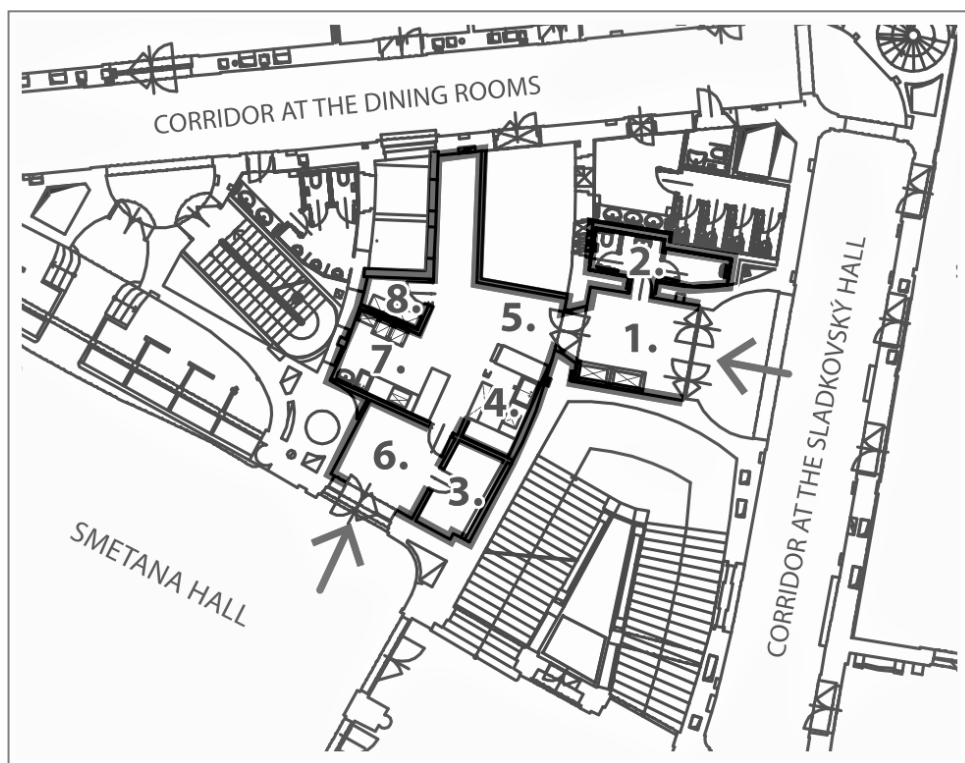 CORRIDOR AT THE DINING ROOMS
2.
8.
5.
1.
7.
4.
6.
3.
SMETANA HALL
CORRIDOR AT THE SLADKOVSKÝ HALL